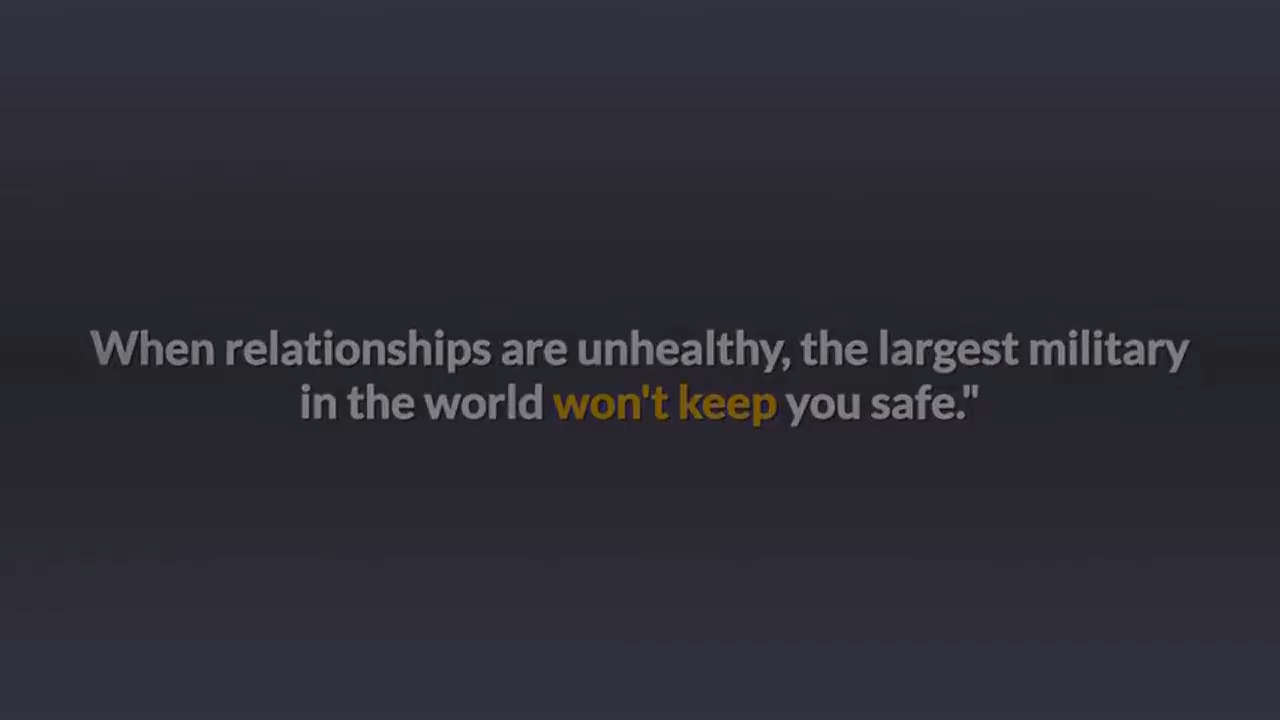 When relationships are unhealthy, the largest military
in the world won't keep you safe."